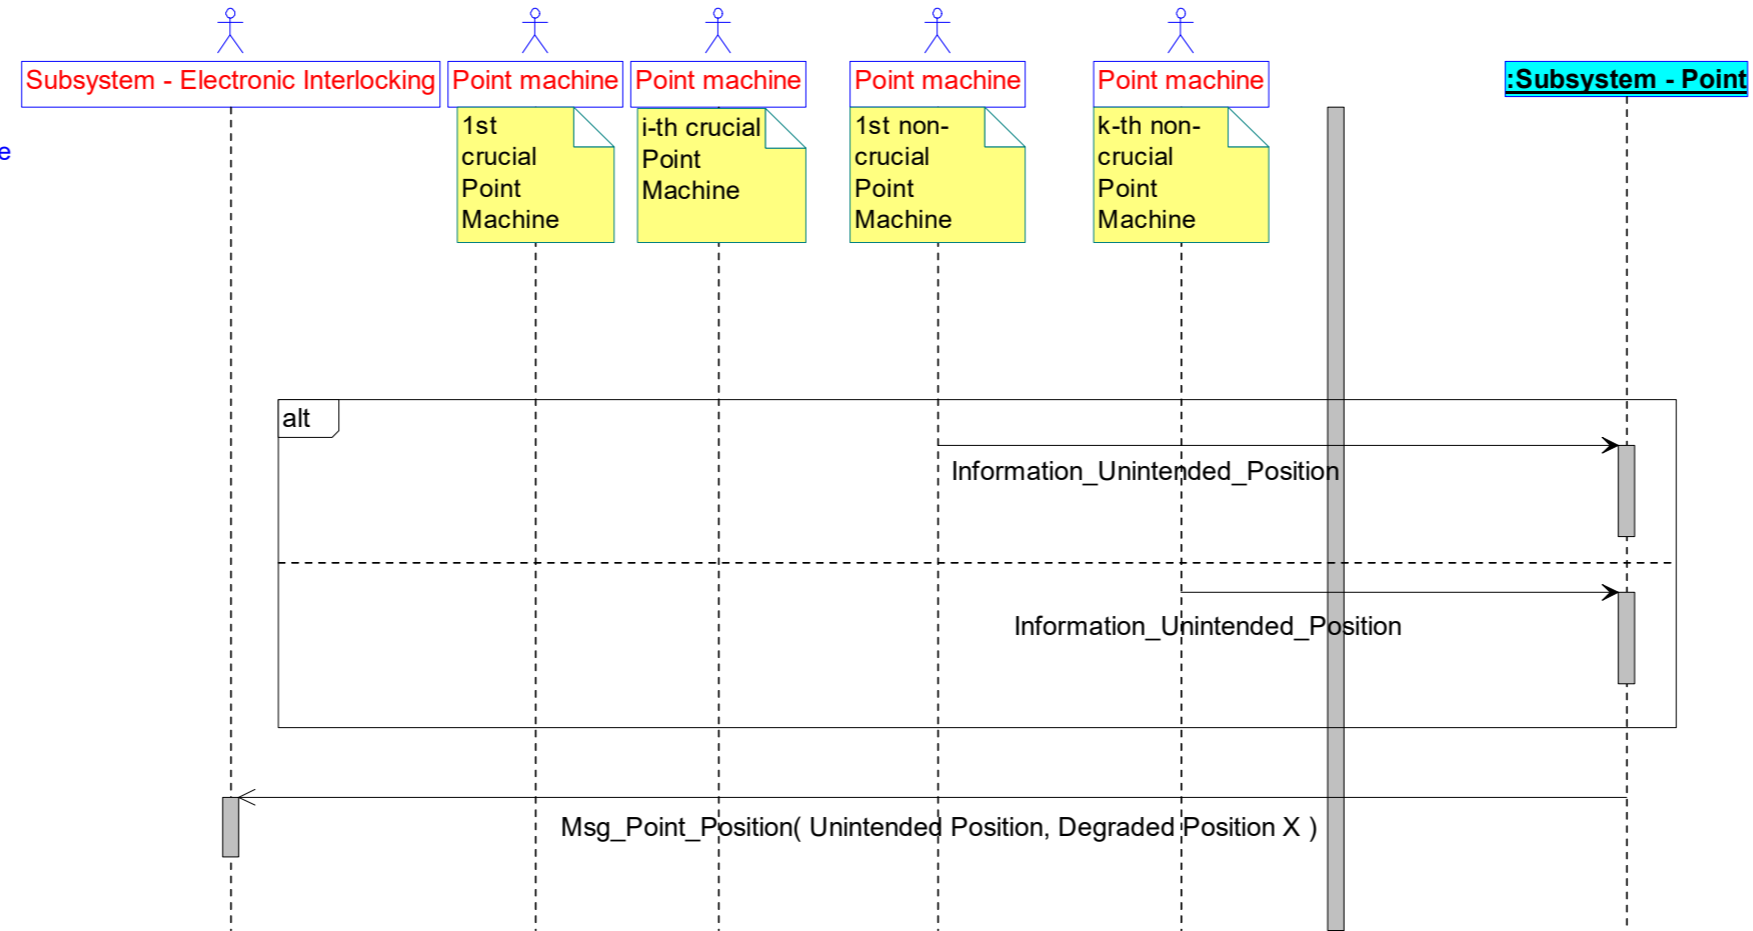 Subsystem - Electronic Interlocking
Point machine
Point machine
Point machine
Point machine
:Subsystem - Point
e
1st
crucial
Point
Machine
i-th crucial
Point
Machine
1st non-
crucial
Point
Machine
k-th non-
crucial
Point
Machine
alt
Information_Unintended_Position
Information_Unintended_Position
Msg_Point_Position( Unintended Position, Degraded Position X )